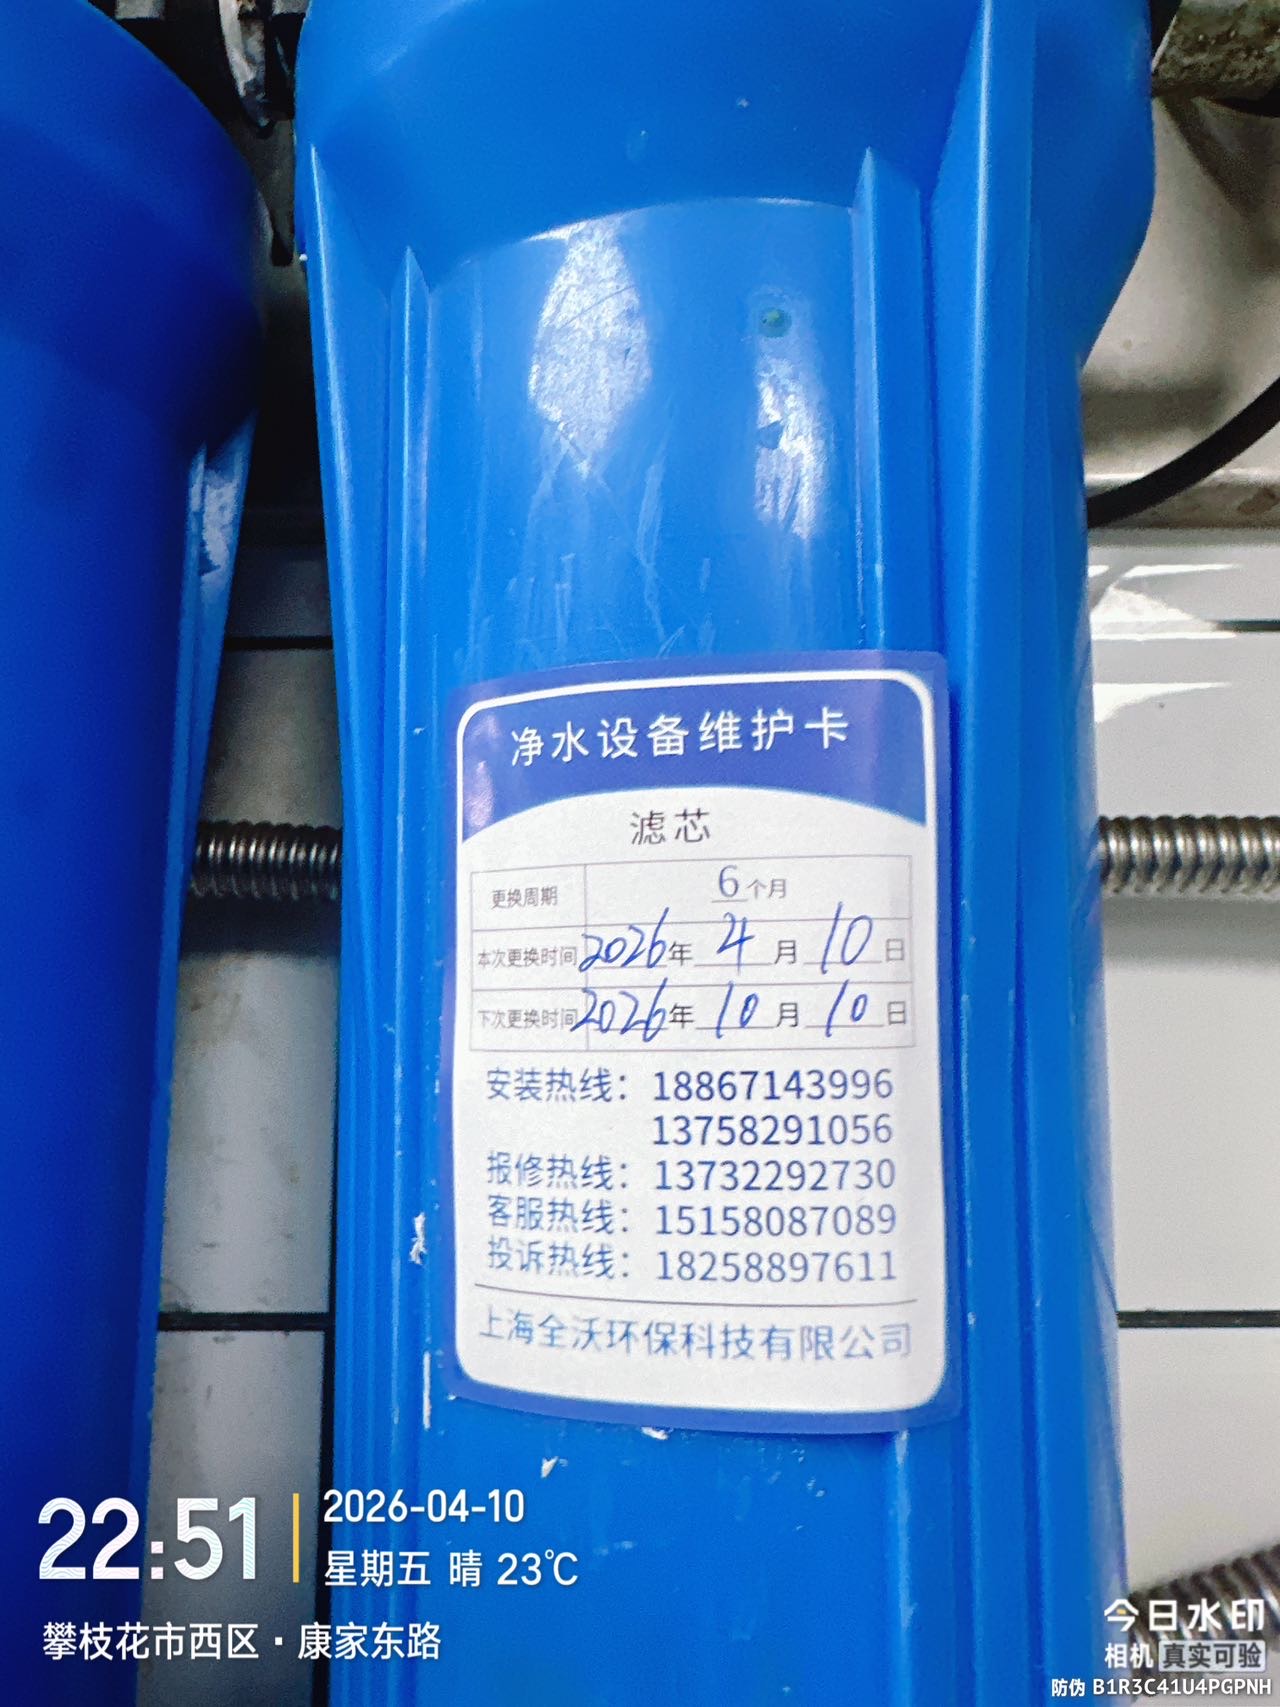 净水设备维护卡
滤芯
更换周期 6个月
本次更换时间 2026年 4 月 10 日
下次更换时间 2026年 10 月 10 日
安装热线：18867143996
13758291056
报修热线：13732292730
客服热线：15158087089
投诉热线：18258897611
上海全沃环保科技有限公司
22:51
2026-04-10
星期五 晴 23℃
攀枝花市西区·康家东路
今日水印
相机 真实可验
防伪 B1R3C41U4PGPNH